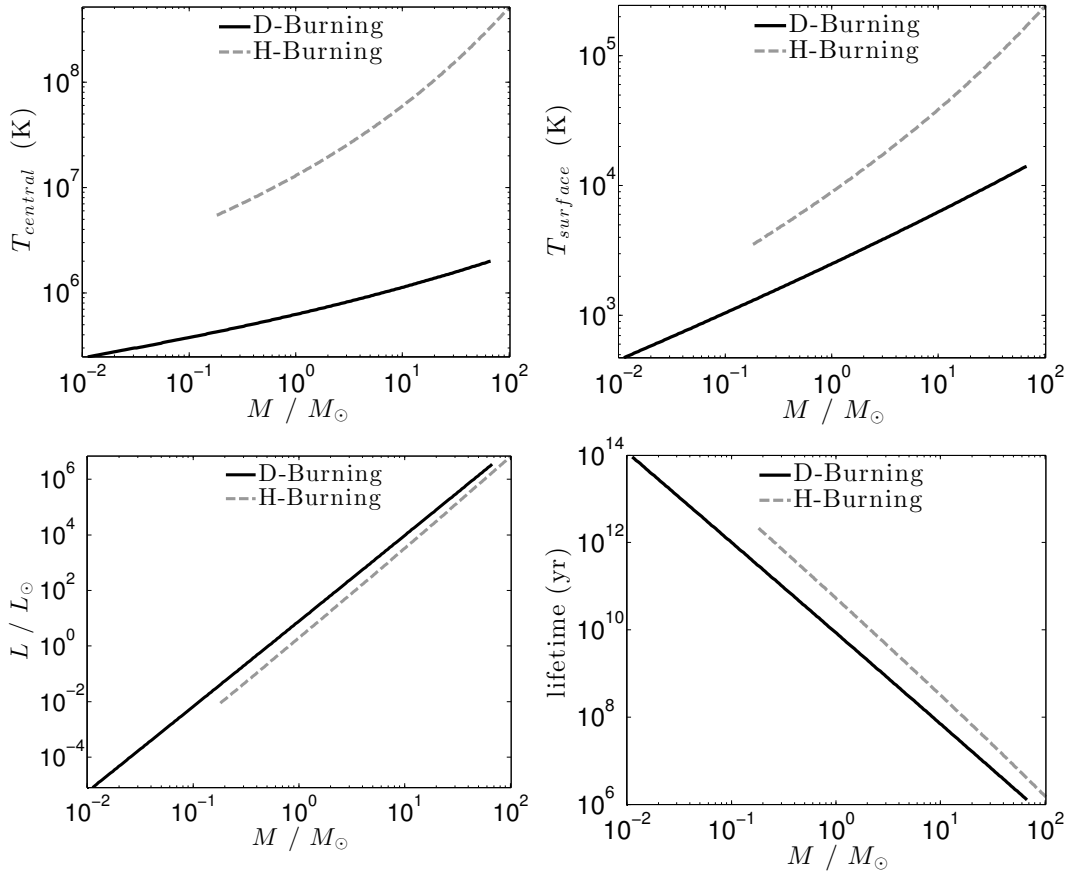 D-Burning
H-Burning
10^8
10^7
10^6
T_central (K)
10^-2 10^-1 10^0 10^1 10^2
M / M_⊙
D-Burning
H-Burning
10^5
10^4
10^3
T_surface (K)
10^-2 10^-1 10^0 10^1 10^2
M / M_⊙
D-Burning
H-Burning
10^6
10^4
10^2
10^0
10^-2
10^-4
L / L_⊙
10^-2 10^-1 10^0 10^1 10^2
M / M_⊙
D-Burning
H-Burning
10^14
10^12
10^10
10^8
10^6
lifetime (yr)
10^-2 10^-1 10^0 10^1 10^2
M / M_⊙